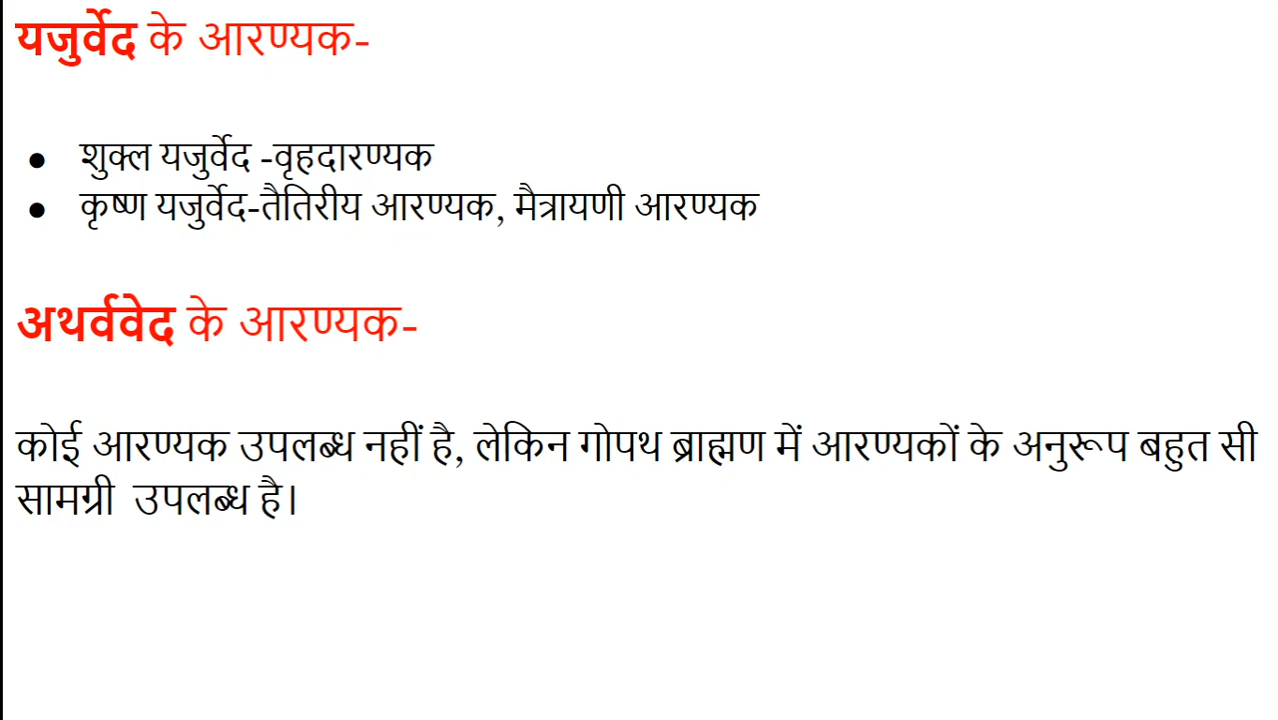 यजुर्वेद के आरण्यक-
● शुक्ल यजुर्वेद -वृहदारण्यक
● कृष्ण यजुर्वेद-तैतिरीय आरण्यक, मैत्रायणी आरण्यक
अथर्ववेद के आरण्यक-
कोई आरण्यक उपलब्ध नहीं है, लेकिन गोपथ ब्राह्मण में आरण्यकों के अनुरूप बहुत सी
सामग्री उपलब्ध है।